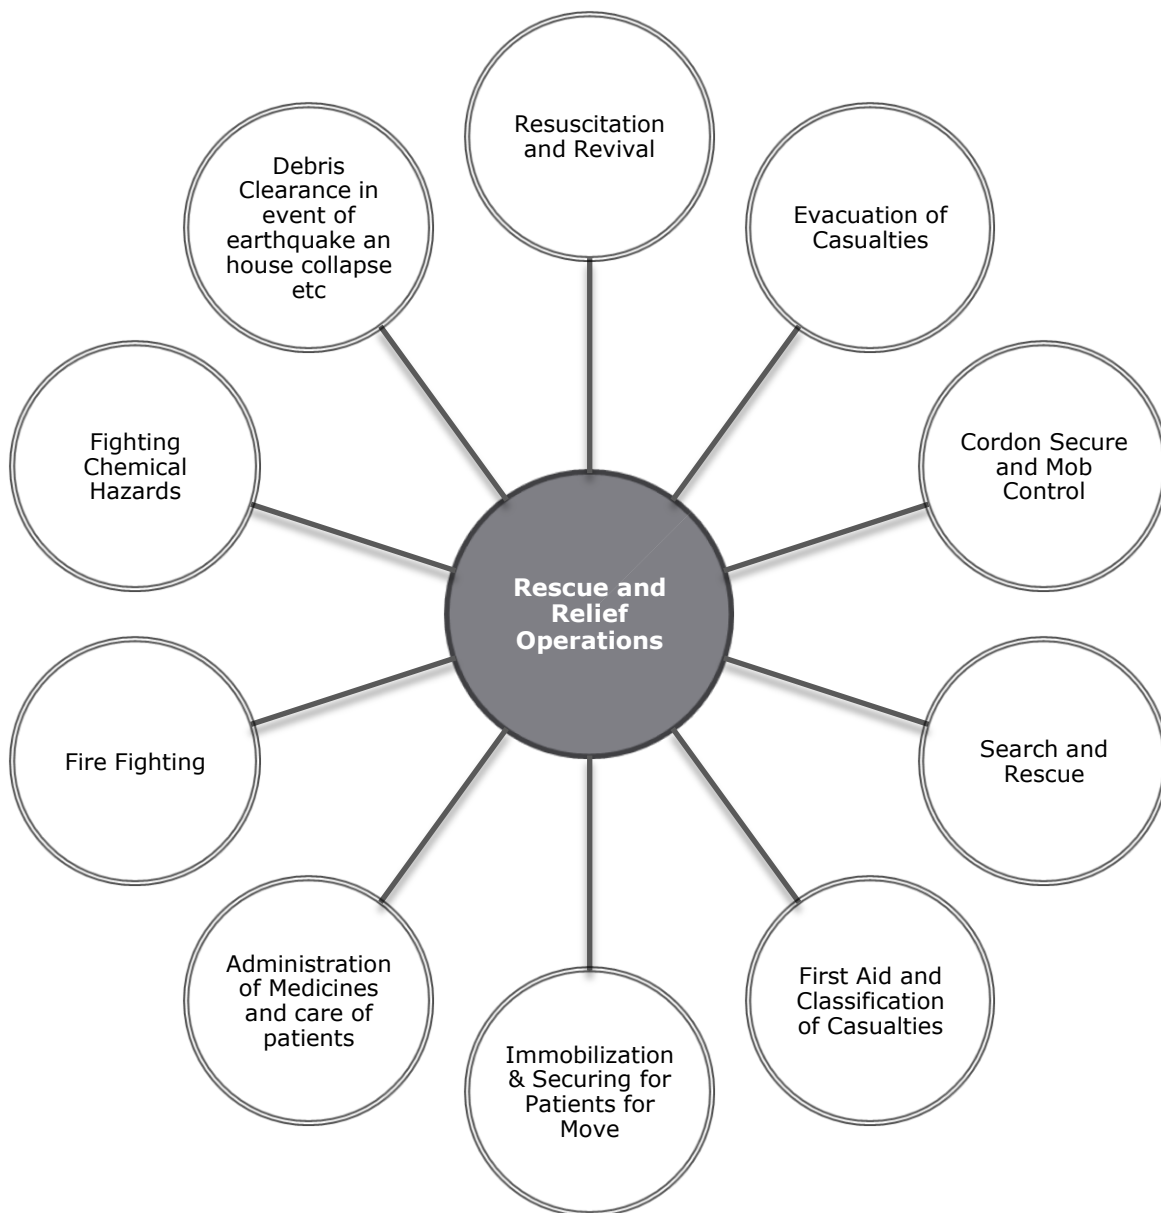 Resuscitation
and Revival
Evacuation of
Casualties
Cordon Secure
and Mob
Control
Search and
Rescue
First Aid and
Classification
of Casualties
Immobilization
& Securing for
Patients for
Move
Administration
of Medicines
and care of
patients
Fire Fighting
Fighting
Chemical
Hazards
Debris
Clearance in
event of
earthquake an
house collapse
etc
Rescue and
Relief
Operations